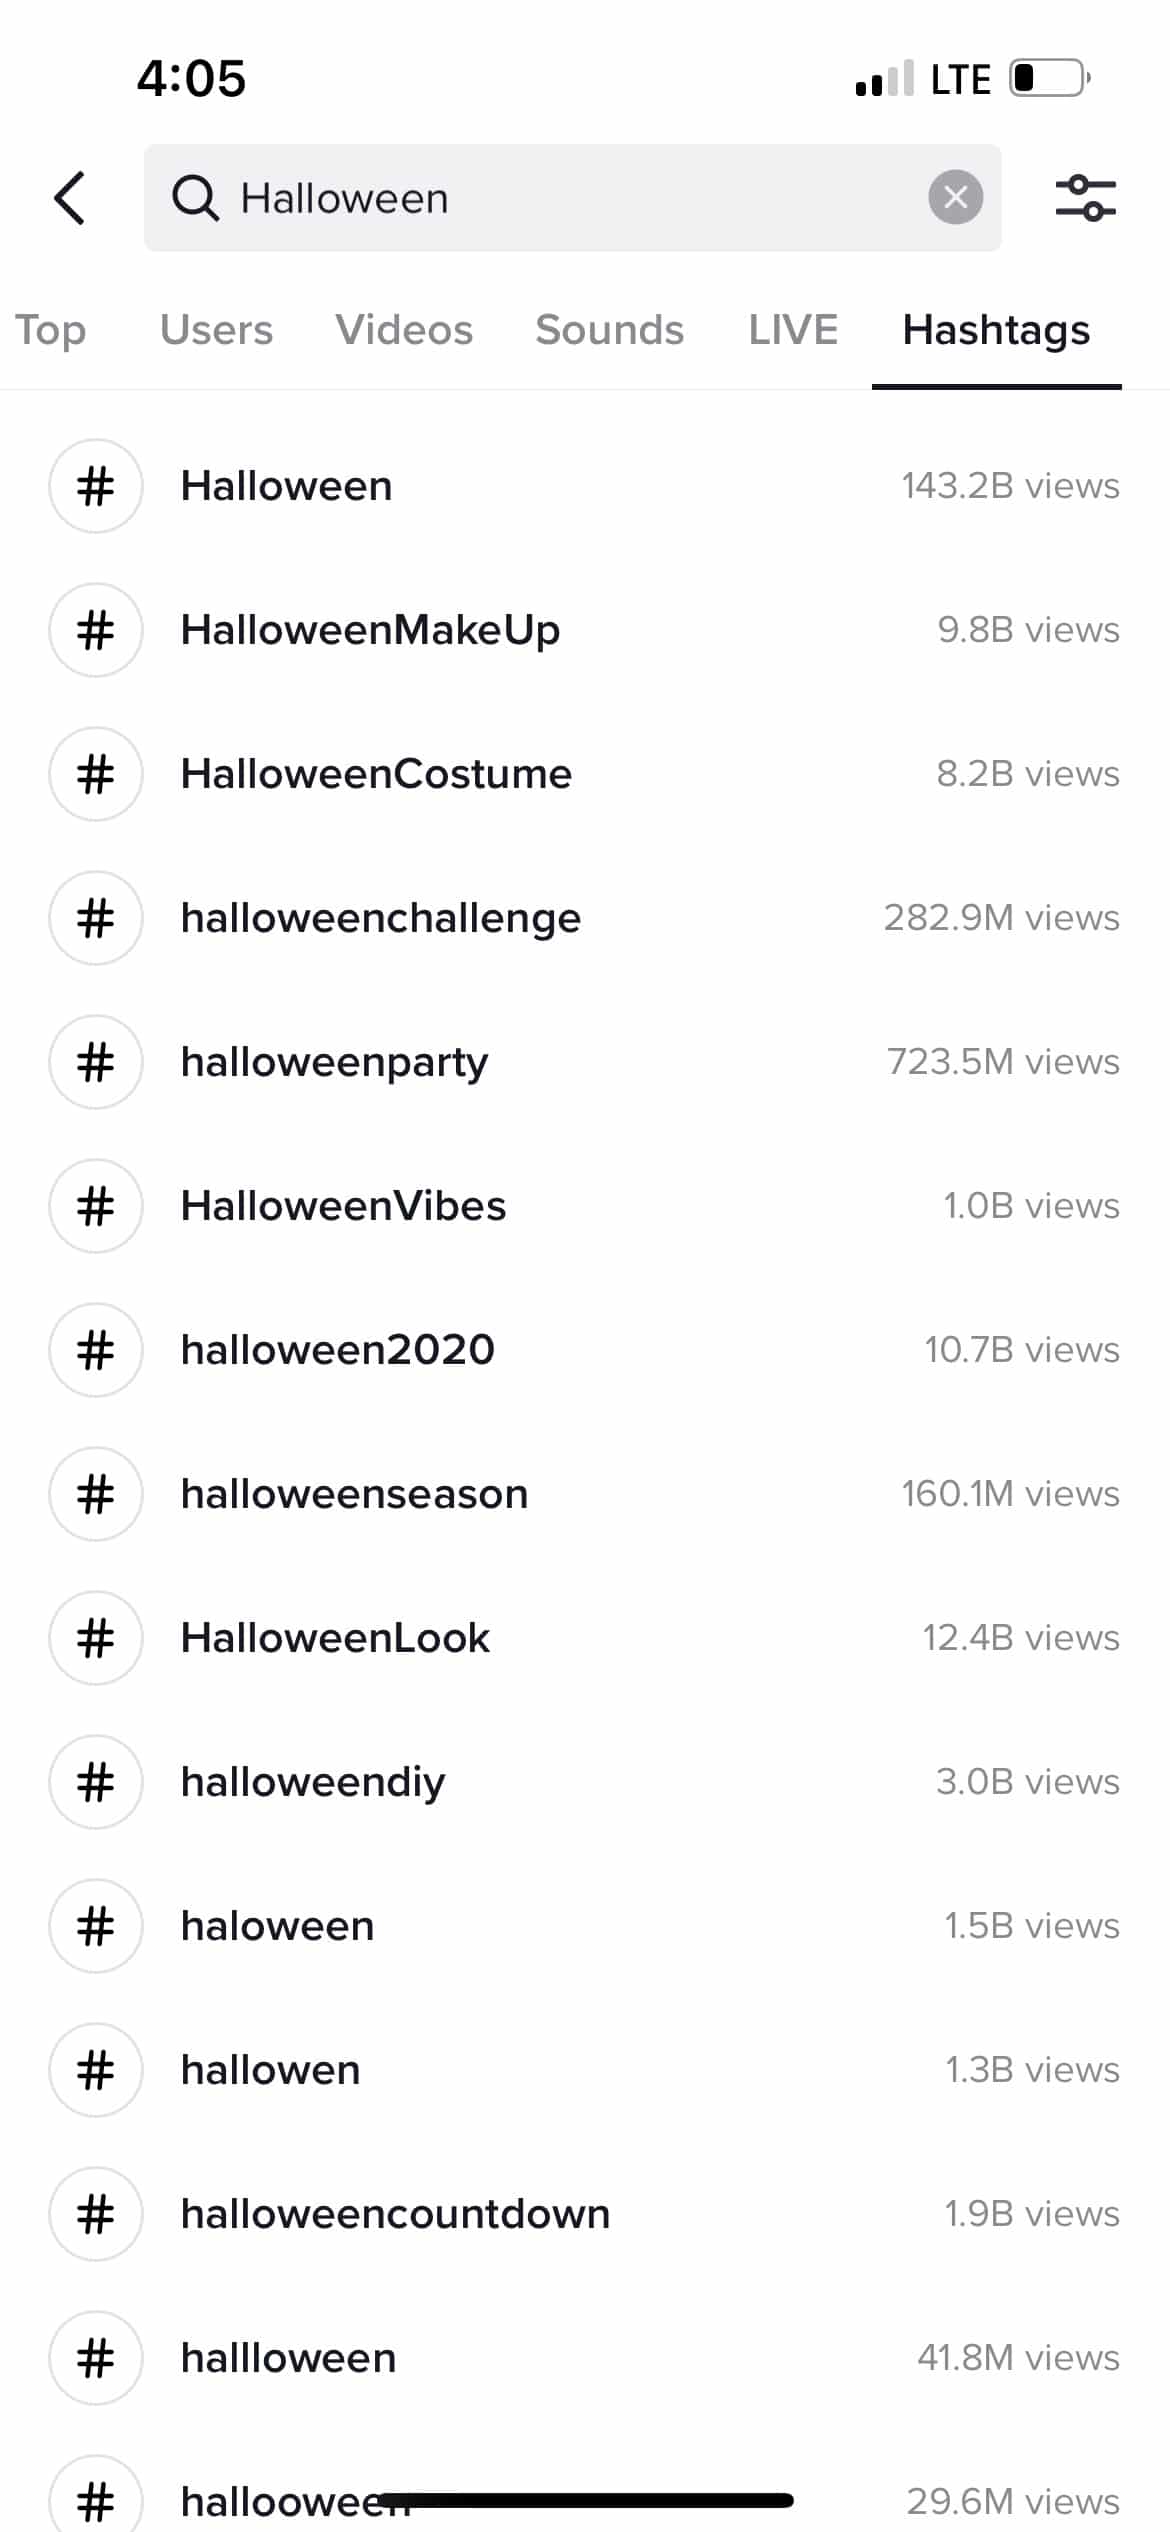 4:05 LTE
Halloween
Top Users Videos Sounds LIVE Hashtags
# Halloween 143.2B views
# HalloweenMakeUp 9.8B views
# HalloweenCostume 8.2B views
# halloweenchallenge 282.9M views
# halloweenparty 723.5M views
# HalloweenVibes 1.0B views
# halloween2020 10.7B views
# halloweenseason 160.1M views
# HalloweenLook 12.4B views
# halloweendiy 3.0B views
# haloween 1.5B views
# hallowen 1.3B views
# halloweencountdown 1.9B views
# hallloween 41.8M views
# hallooween 29.6M views